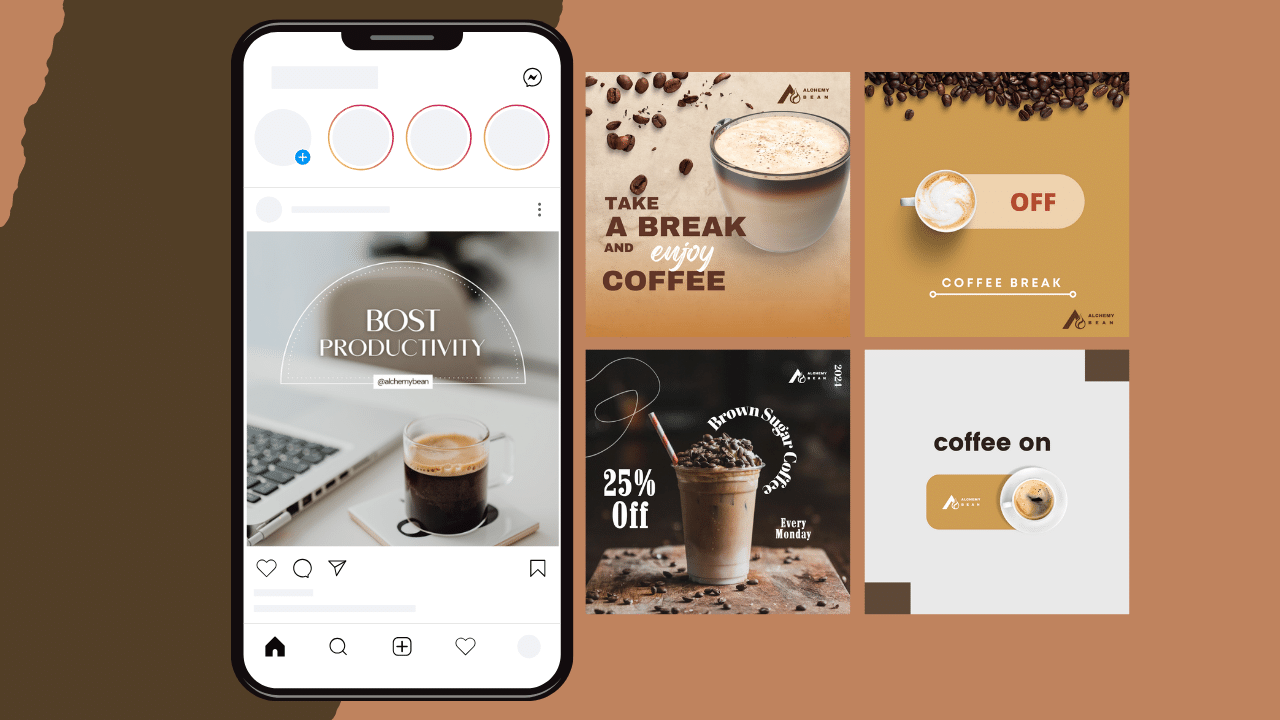 BOST
PRODUCTIVITY
@alchemybean
ALCHEMY
BEAN
TAKE
A BREAK
AND enjoy
COFFEE
OFF
COFFEE BREAK
ALCHEMY
BEAN
ALCHEMY
BEAN
2021
Brown Sugar Coffee
25%
Off
Every
Monday
coffee on
ALCHEMY
BEAN